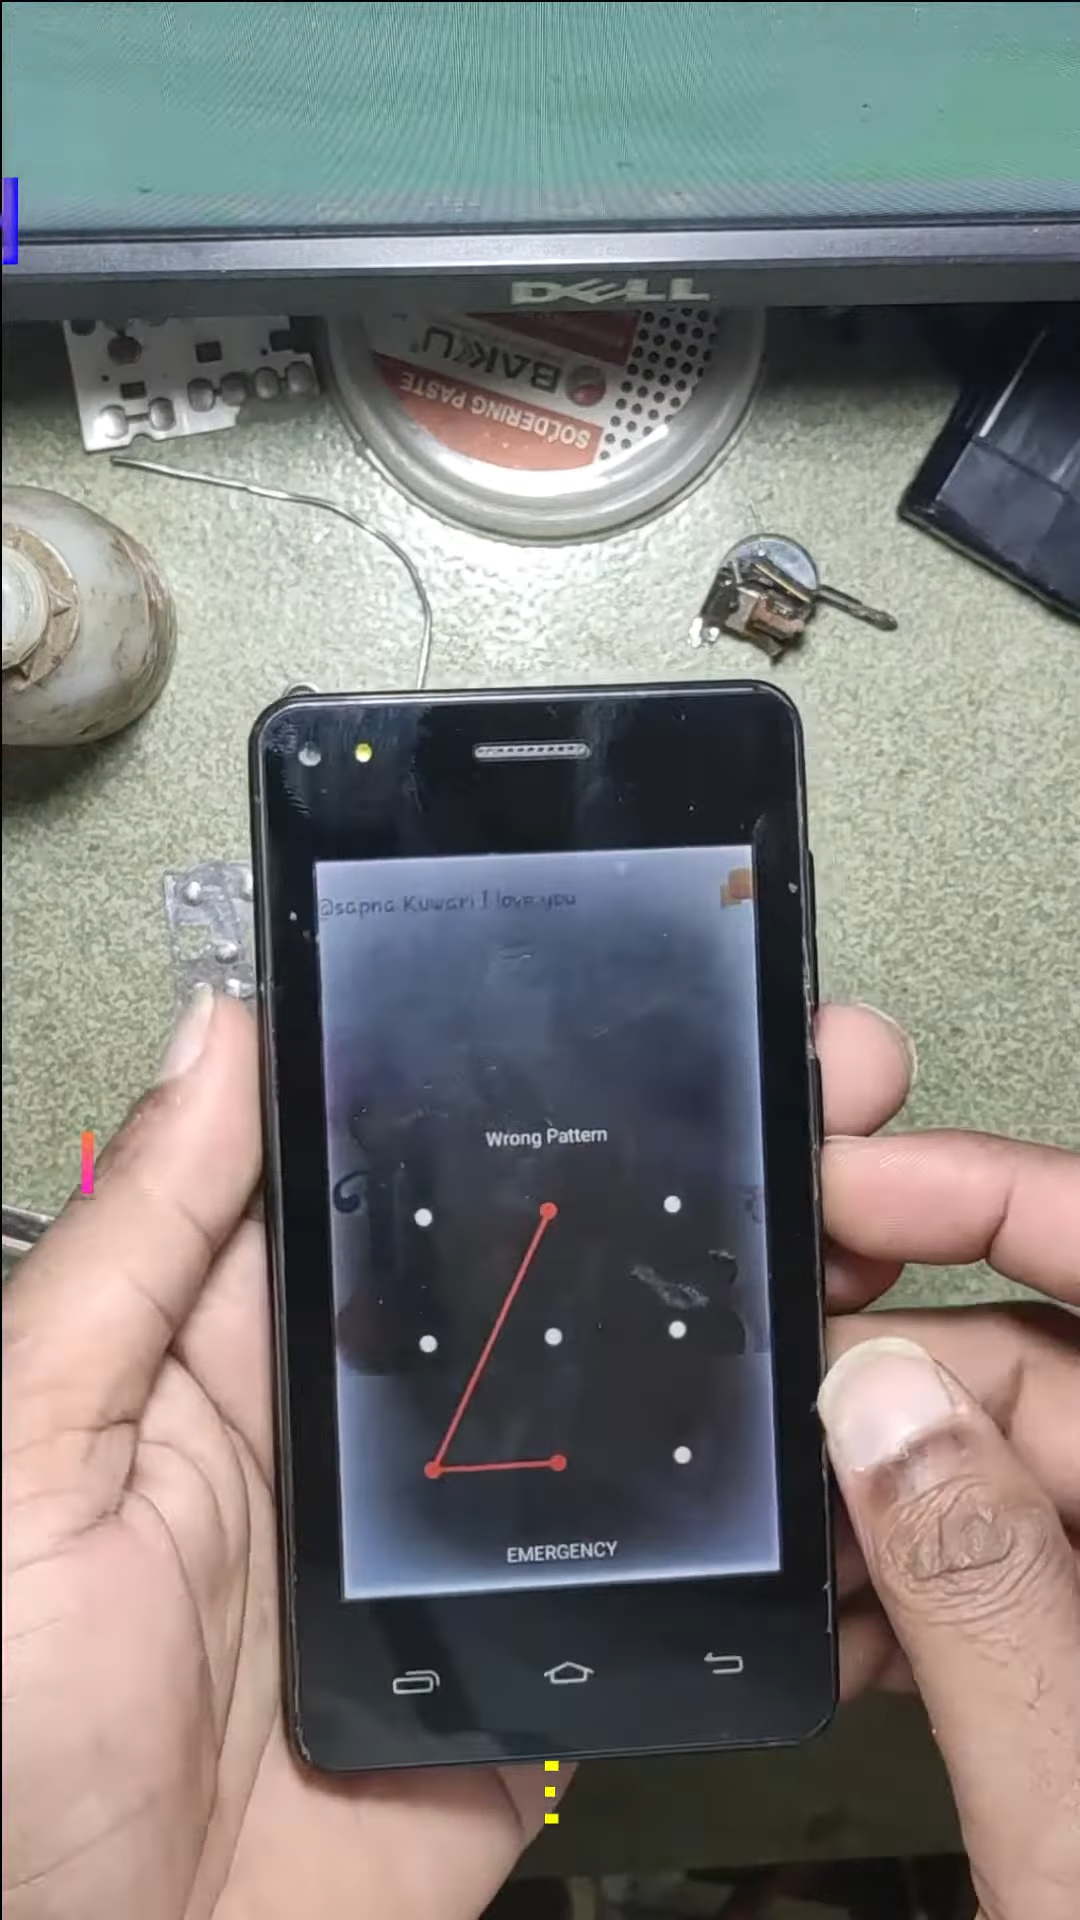 DELL
BAKU
SOLDERING PASTE
@sapna Kuwari I love you
Wrong Pattern
EMERGENCY